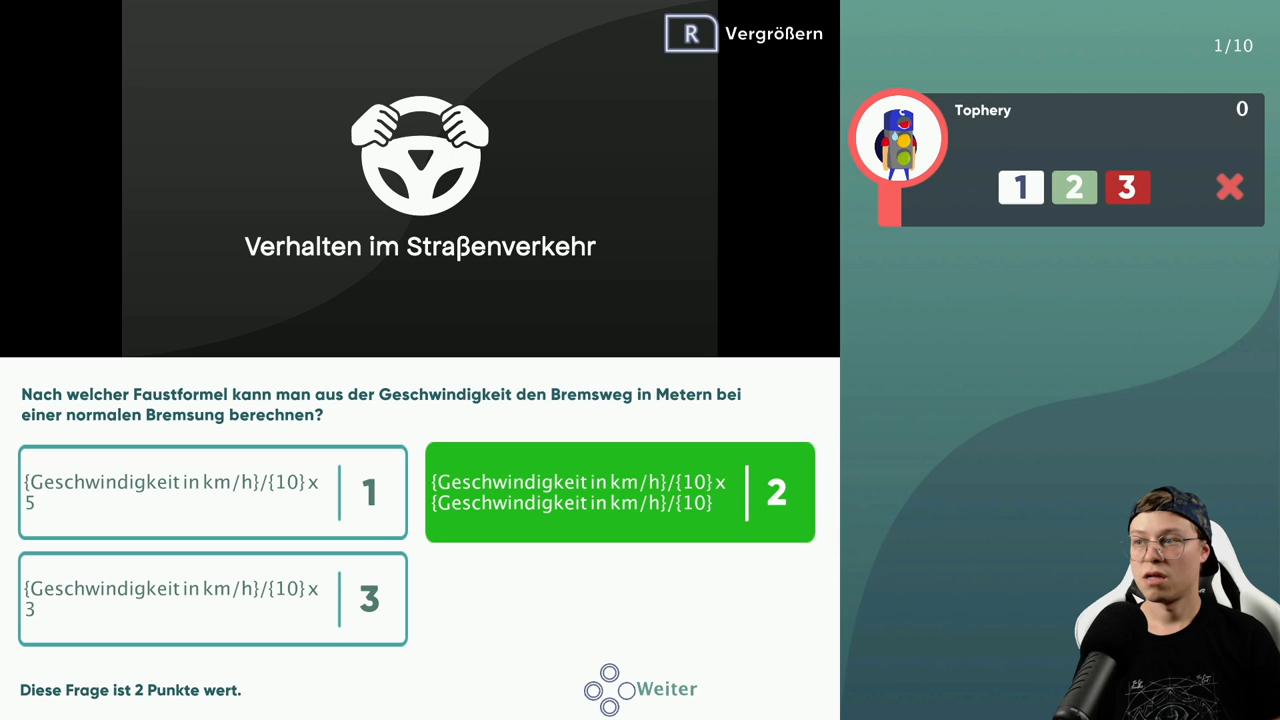 R Vergrößern
1/10
Tophery 0
1 2 3
Verhalten im Straßenverkehr
Nach welcher Faustformel kann man aus der Geschwindigkeit den Bremsweg in Metern bei
einer normalen Bremsung berechnen?
{Geschwindigkeit in km/h}/{10} x
5
1
{Geschwindigkeit in km/h}/{10} x
{Geschwindigkeit in km/h}/{10}
2
{Geschwindigkeit in km/h}/{10} x
3
3
Diese Frage ist 2 Punkte wert.
Weiter